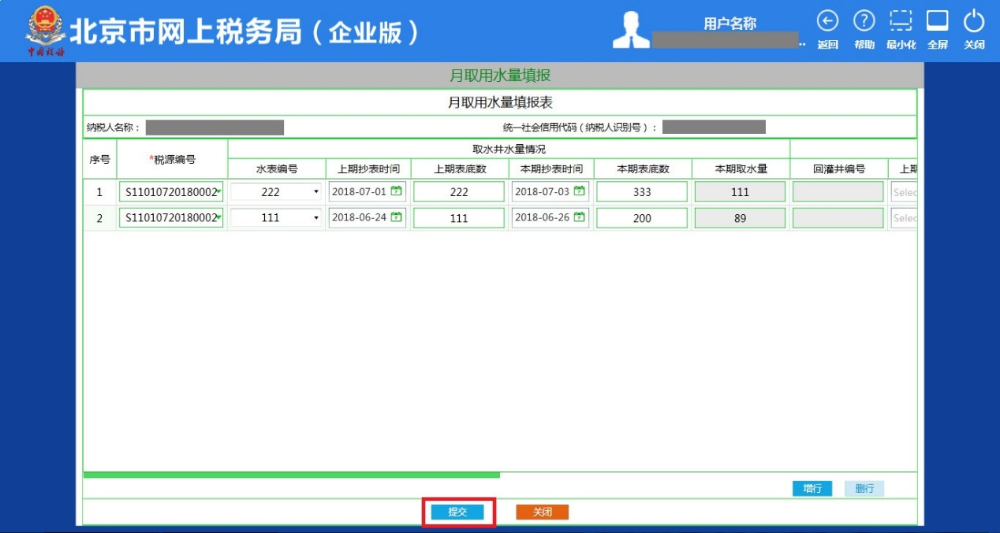 北京市网上税务局（企业版）
中国税务
用户名称
..
返回 帮助 最小化 全屏 关闭
月取用水量填报
月取用水量填报表
纳税人名称： 统一社会信用代码（纳税人识别号）：
序号 *税源编号 取水井水量情况
水表编号 上期抄表时间 上期表底数 本期抄表时间 本期表底数 本期取水量 回灌井编号 上期
1 S11010720180002 222 2018-07-01 222 2018-07-03 333 111 Selec
2 S11010720180002 111 2018-06-24 111 2018-06-26 200 89 Selec
增行 删行
提交 关闭